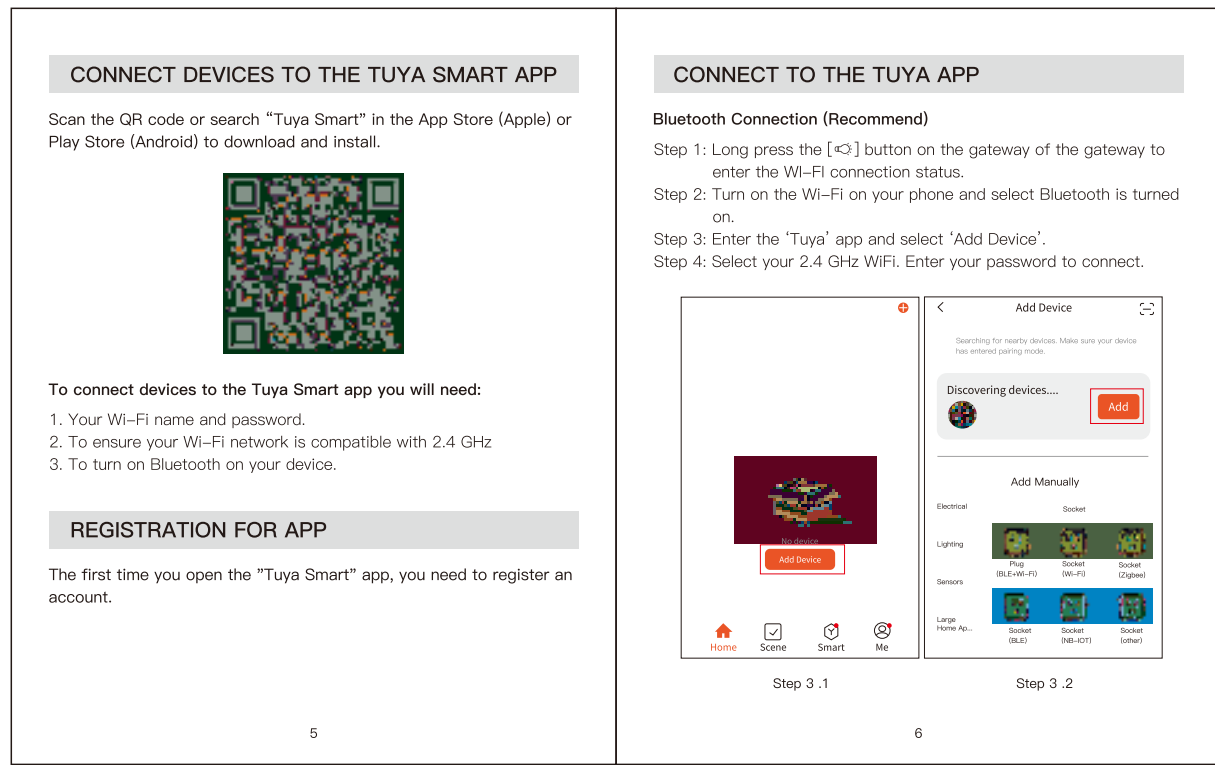 CONNECT DEVICES TO THE TUYA SMART APP
Scan the QR code or search “Tuya Smart” in the App Store (Apple) or
Play Store (Android) to download and install.
To connect devices to the Tuya Smart app you will need:
1. Your Wi-Fi name and password.
2. To ensure your Wi-Fi network is compatible with 2.4 GHz
3. To turn on Bluetooth on your device.
REGISTRATION FOR APP
The first time you open the ”Tuya Smart” app, you need to register an
account.
5
CONNECT TO THE TUYA APP
Bluetooth Connection (Recommend)
Step 1: Long press the [ ] button on the gateway of the gateway to
enter the WI-FI connection status.
Step 2: Turn on the Wi-Fi on your phone and select Bluetooth is turned
on.
Step 3: Enter the ‘Tuya’ app and select ‘Add Device’.
Step 4: Select your 2.4 GHz WiFi. Enter your password to connect.
No device
Add Device
Home
Scene
Smart
Me
Step 3 .1
Add Device
Searching for nearby devices. Make sure your device
has entered pairing mode.
Discovering devices....
Add
Add Manually
Electrical
Lighting
Sensors
Large
Home Ap...
Socket
Plug
(BLE+Wi-Fi)
Socket
(Wi-Fi)
Socket
(Zigbee)
Socket
(BLE)
Socket
(NB-IOT)
Socket
(other)
Step 3 .2
6